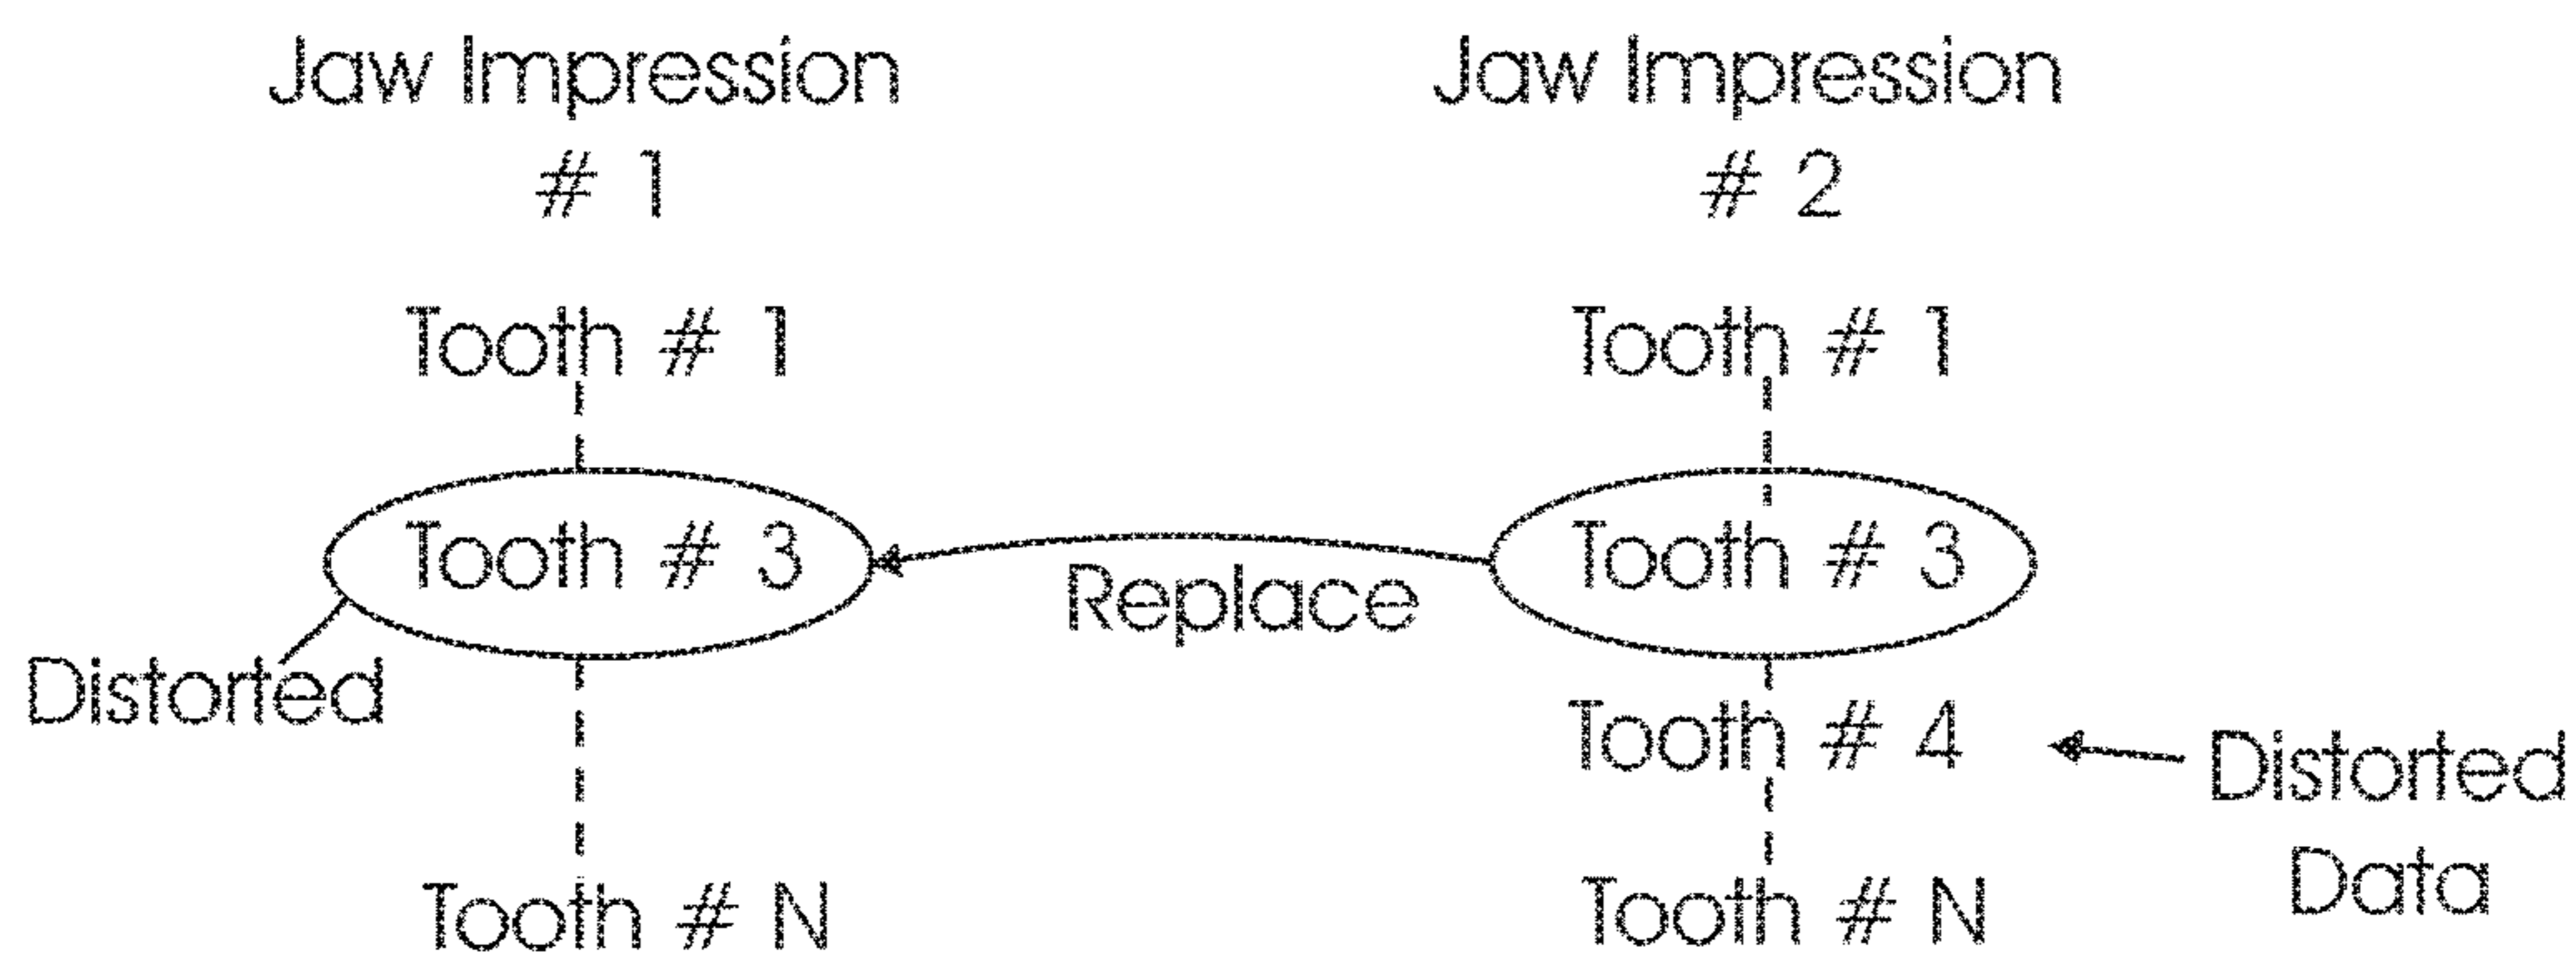 Jaw Impression
# 1
Jaw Impression
# 2
Tooth # 1
Tooth # 1
Tooth # 3
Replace
Tooth # 3
Distorted
Tooth # 4
Distorted
Data
Tooth # N
Tooth # N